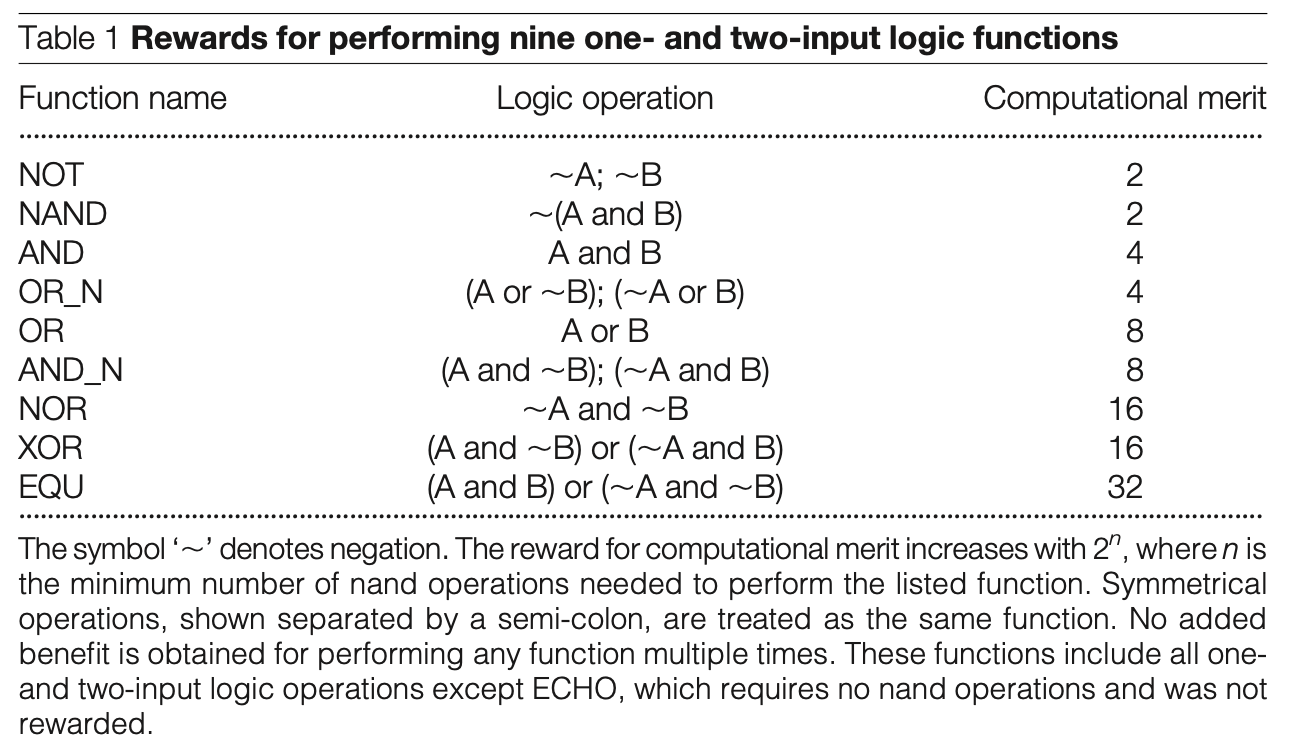 Table 1 Rewards for performing nine one- and two-input logic functions
Function name Logic operation Computational merit
NOT ~A; ~B 2
NAND ~(A and B) 2
AND A and B 4
OR_N (A or ~B); (~A or B) 4
OR A or B 8
AND_N (A and ~B); (~A and B) 8
NOR ~A and ~B 16
XOR (A and ~B) or (~A and B) 16
EQU (A and B) or (~A and ~B) 32
The symbol ‘~’ denotes negation. The reward for computational merit increases with 2ⁿ, where n is
the minimum number of nand operations needed to perform the listed function. Symmetrical
operations, shown separated by a semi-colon, are treated as the same function. No added
benefit is obtained for performing any function multiple times. These functions include all one-
and two-input logic operations except ECHO, which requires no nand operations and was not
rewarded.